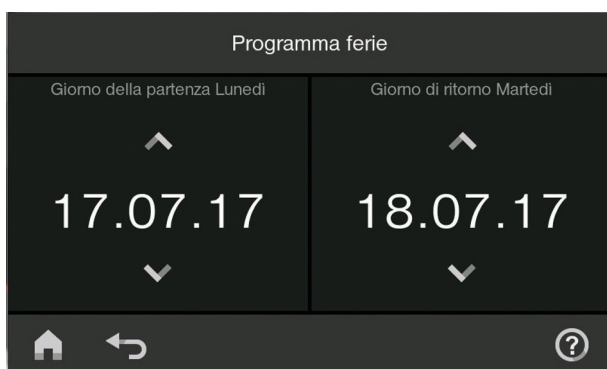 Programma ferie
Giorno della partenza Lunedì
Giorno di ritorno Martedì
17.07.17
18.07.17
?